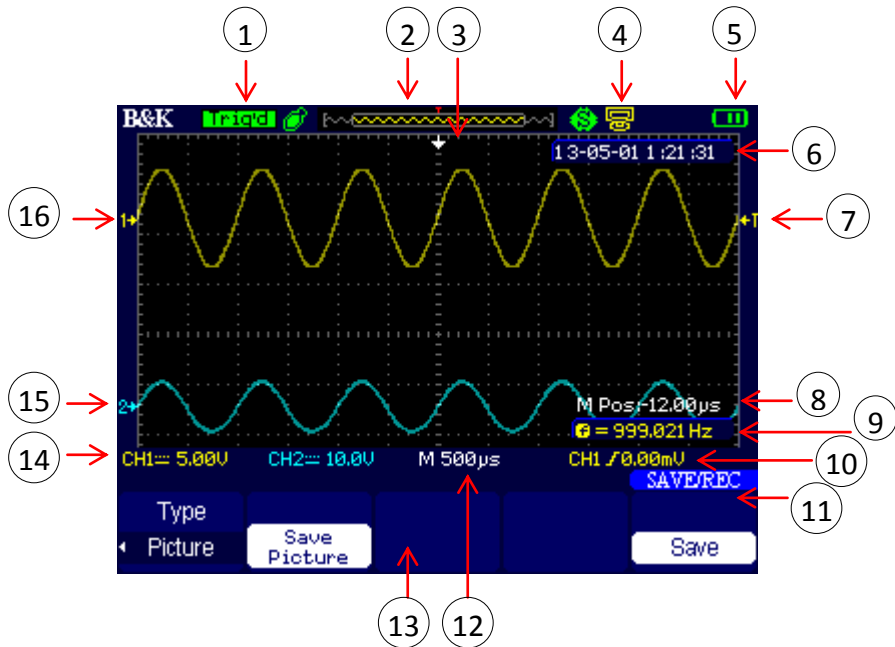 1 2 3 4 5
B&K Trig'd T S
13-05-01 1:21:31 6
16 1 T 7
15 2 M Pos:-12.00µs 8
f = 999.021Hz 9
14 CH1 5.00V CH2 10.0V M 500µs CH1 0.00mV 10
SAVE/REC 11
Type
Picture Save Picture Save
13 12